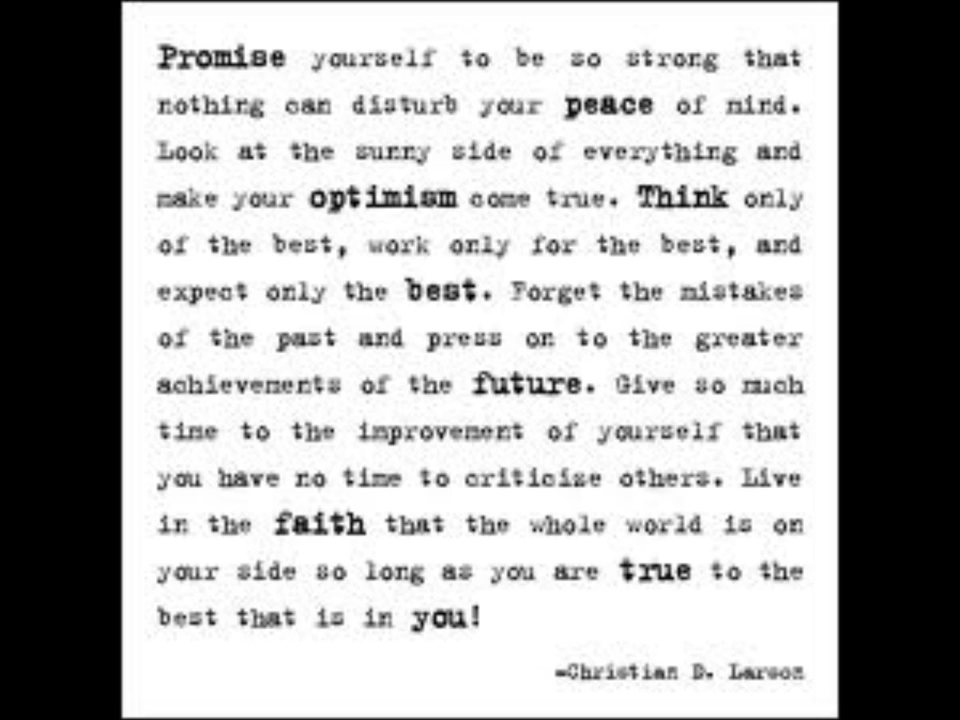 Promise yourself to be so strong that
nothing can disturb your peace of mind.
Look at the sunny side of everything and
make your optimism come true. Think only
of the best, work only for the best, and
expect only the best. Forget the mistakes
of the past and press on to the greater
achievements of the future. Give so much
time to the improvement of yourself that
you have no time to criticize others. Live
in the faith that the whole world is on
your side so long as you are true to the
best that is in you!
-Christian D. Larson